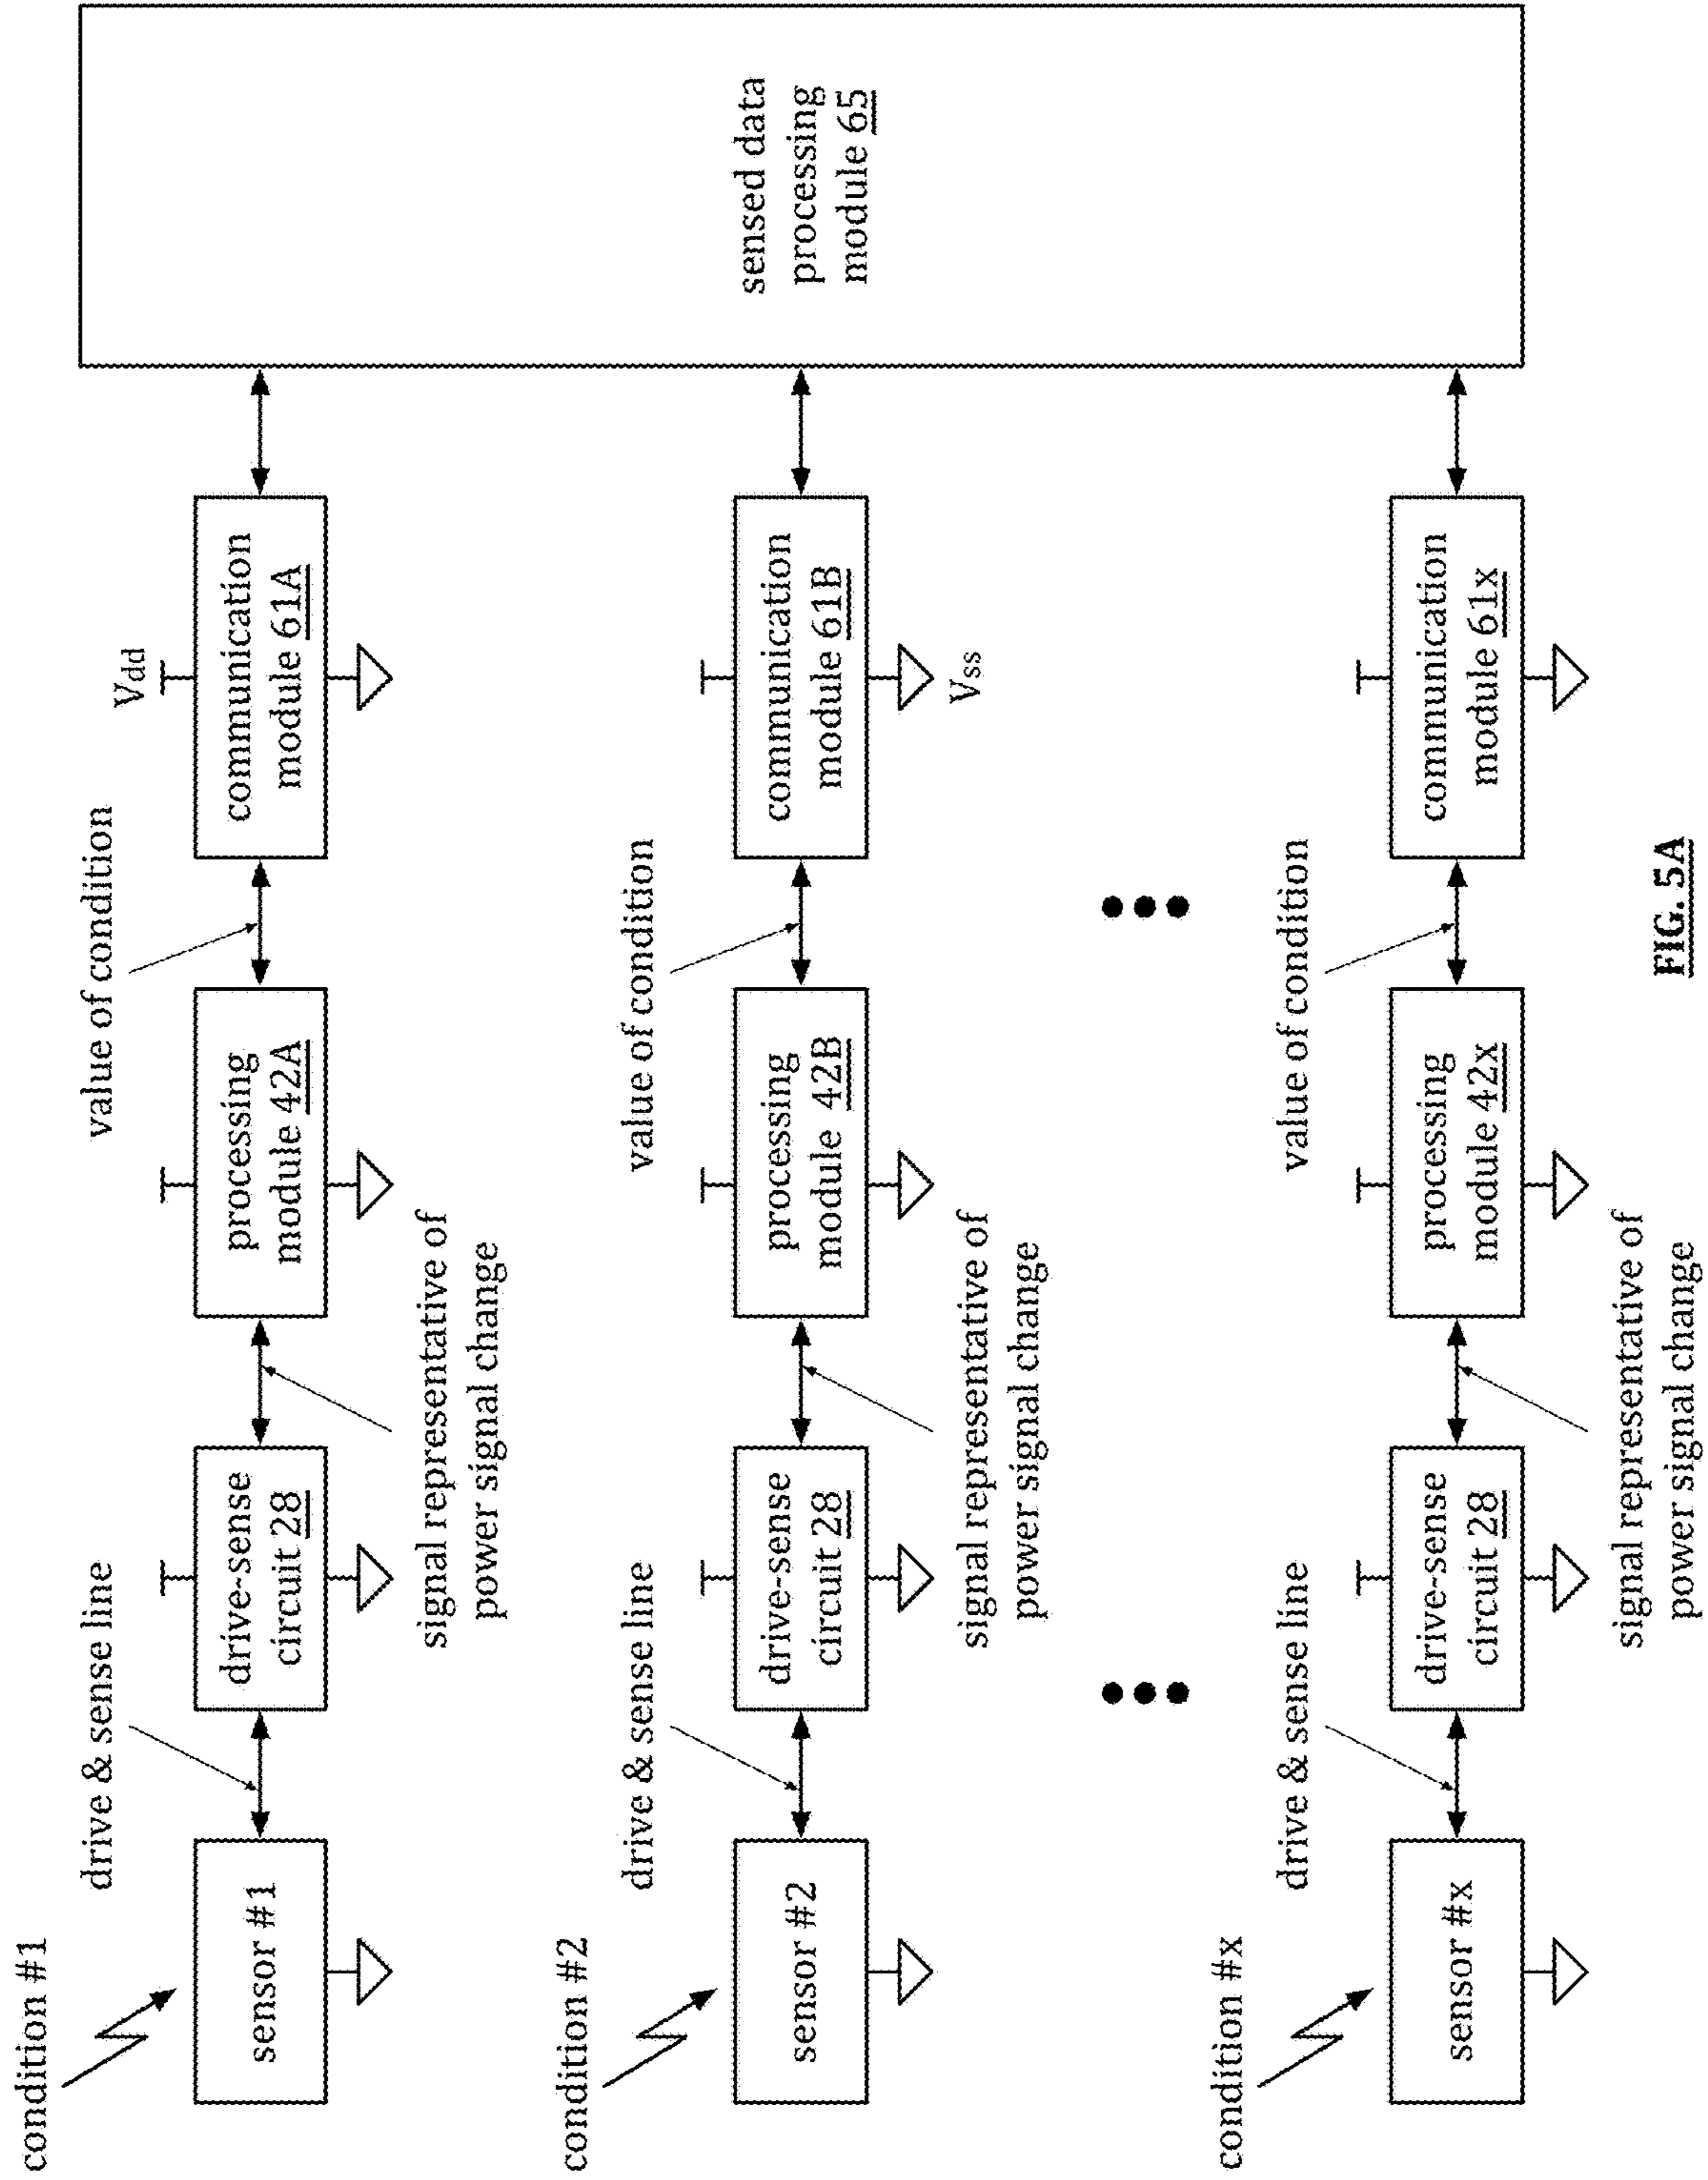 condition #1
sensor #1
drive & sense line
drive-sense
circuit 28
signal representative of
power signal change
processing
module 42A
value of condition
Vdd
communication
module 61A
condition #2
sensor #2
drive & sense line
drive-sense
circuit 28
signal representative of
power signal change
processing
module 42B
value of condition
communication
module 61B
Vss
condition #x
sensor #x
drive & sense line
drive-sense
circuit 28
signal representative of
power signal change
processing
module 42x
value of condition
communication
module 61x
sensed data
processing
module 65
FIG. 5A